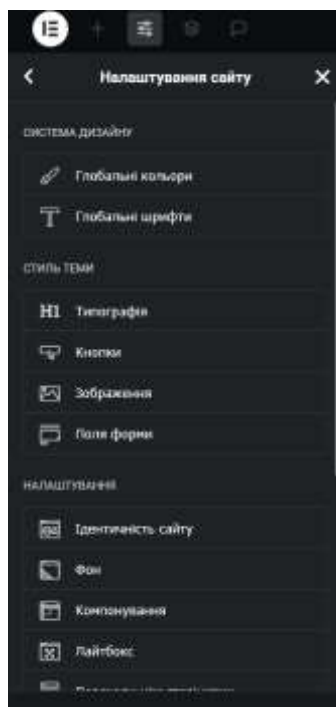 Налаштування сайту
СИСТЕМА ДИЗАЙНУ
Глобальні кольори
Глобальні шрифти
СТИЛЬ ТЕМИ
H1 Типографія
Кнопки
Зображення
Поля форми
НАЛАШТУВАННЯ
Ідентичність сайту
Фон
Компонування
Лайтбокс